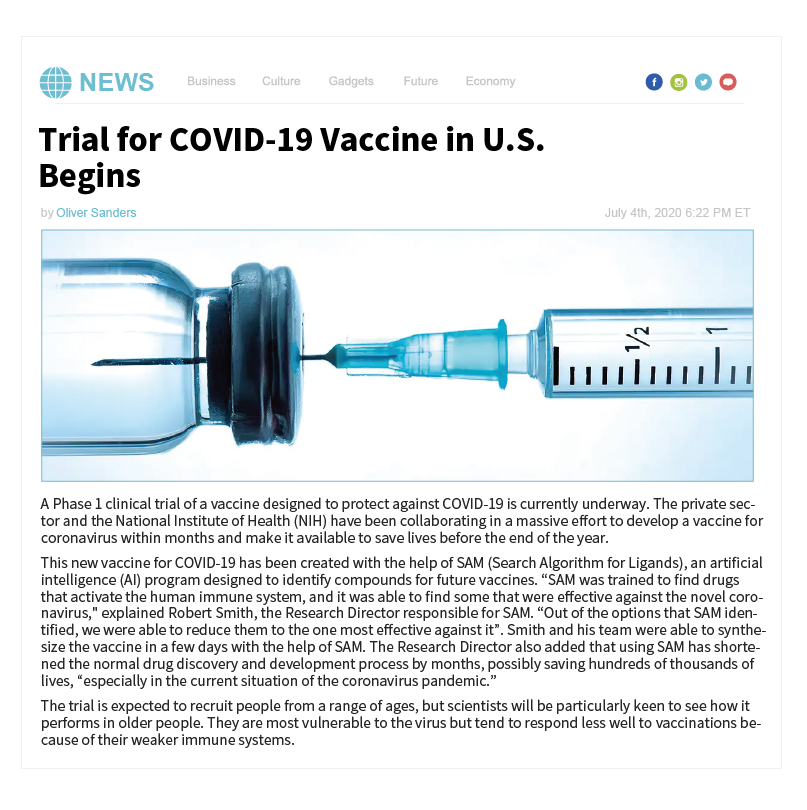 NEWS Business Culture Gadgets Future Economy
Trial for COVID-19 Vaccine in U.S.
Begins
by Oliver Sanders July 4th, 2020 6:22 PM ET
1/2 1
A Phase 1 clinical trial of a vaccine designed to protect against COVID-19 is currently underway. The private sec-
tor and the National Institute of Health (NIH) have been collaborating in a massive effort to develop a vaccine for
coronavirus within months and make it available to save lives before the end of the year.
This new vaccine for COVID-19 has been created with the help of SAM (Search Algorithm for Ligands), an artificial
intelligence (AI) program designed to identify compounds for future vaccines. “SAM was trained to find drugs
that activate the human immune system, and it was able to find some that were effective against the novel coro-
navirus," explained Robert Smith, the Research Director responsible for SAM. “Out of the options that SAM iden-
tified, we were able to reduce them to the one most effective against it”. Smith and his team were able to synthe-
size the vaccine in a few days with the help of SAM. The Research Director also added that using SAM has shorte-
ned the normal drug discovery and development process by months, possibly saving hundreds of thousands of
lives, “especially in the current situation of the coronavirus pandemic.”
The trial is expected to recruit people from a range of ages, but scientists will be particularly keen to see how it
performs in older people. They are most vulnerable to the virus but tend to respond less well to vaccinations be-
cause of their weaker immune systems.